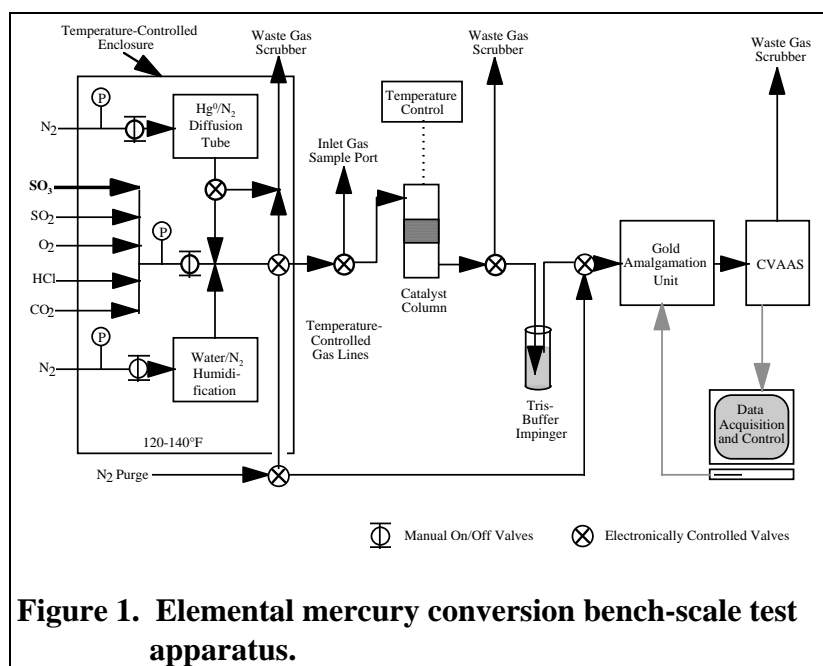 Temperature-Controlled
Enclosure
Waste Gas
Scrubber
Waste Gas
Scrubber
Waste Gas
Scrubber
P
N₂
Hg⁰/N₂
Diffusion
Tube
Temperature
Control
Inlet Gas
Sample Port
SO₃
SO₂
O₂
HCl
CO₂
P
Catalyst
Column
Gold
Amalgamation
Unit
CVAAS
Temperature-
Controlled
Gas Lines
P
N₂
Water/N₂
Humidi-
fification
Tris-
Buffer
Impinger
Data
Acquisition
and Control
120-140°F
N₂ Purge
Manual On/Off Valves
Electronically Controlled Valves
Figure 1. Elemental mercury conversion bench-scale test
apparatus.